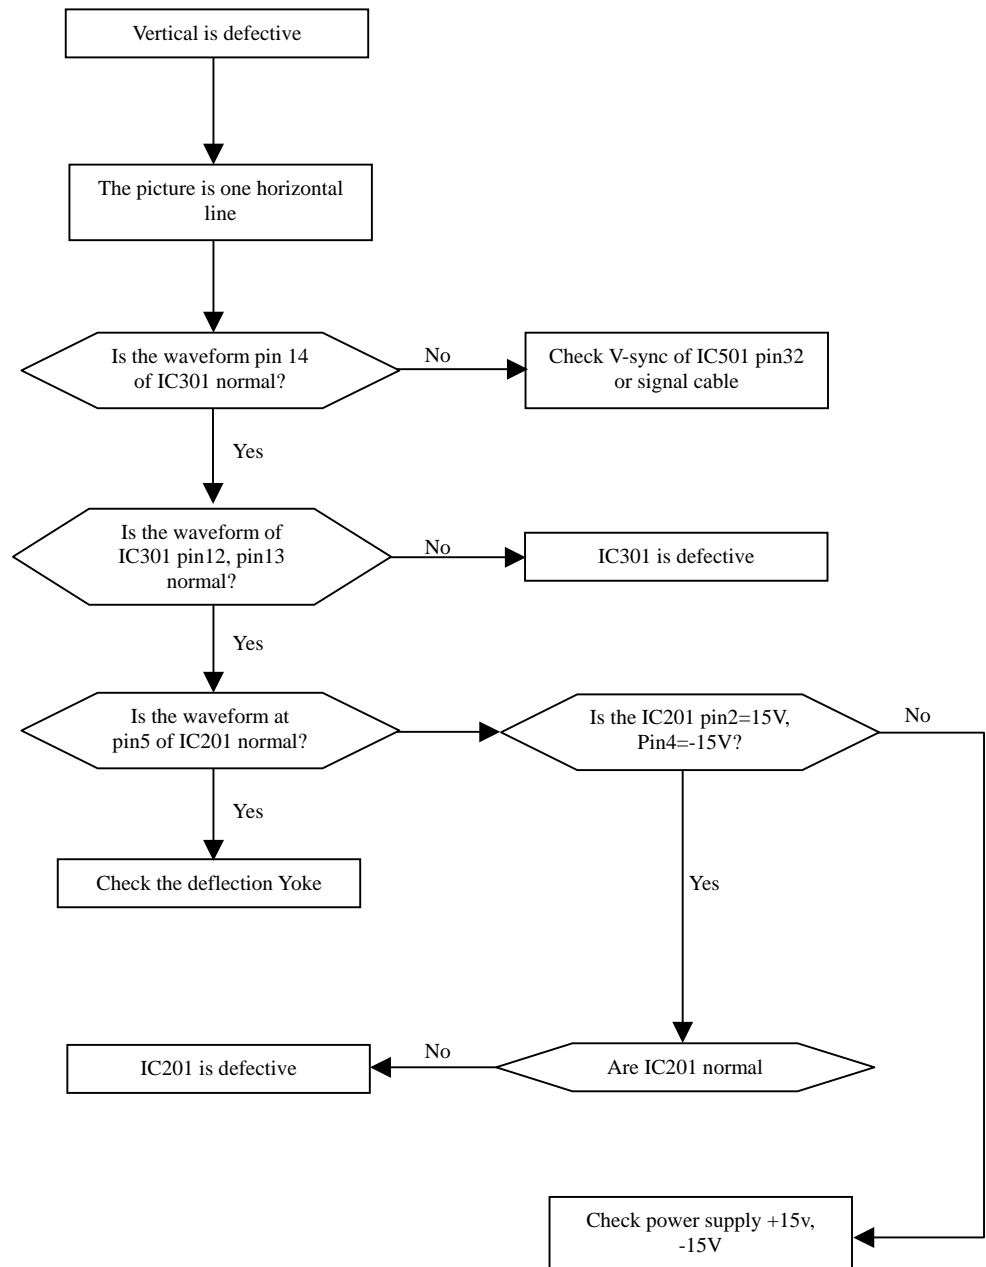 Vertical is defective
The picture is one horizontal
line
Is the waveform pin 14
of IC301 normal?
No
Check V-sync of IC501 pin32
or signal cable
Yes
Is the waveform of
IC301 pin12, pin13
normal?
No
IC301 is defective
Yes
Is the waveform at
pin5 of IC201 normal?
Is the IC201 pin2=15V,
Pin4=-15V?
No
Yes
Check the deflection Yoke
Yes
IC201 is defective
No
Are IC201 normal
Check power supply +15v,
-15V